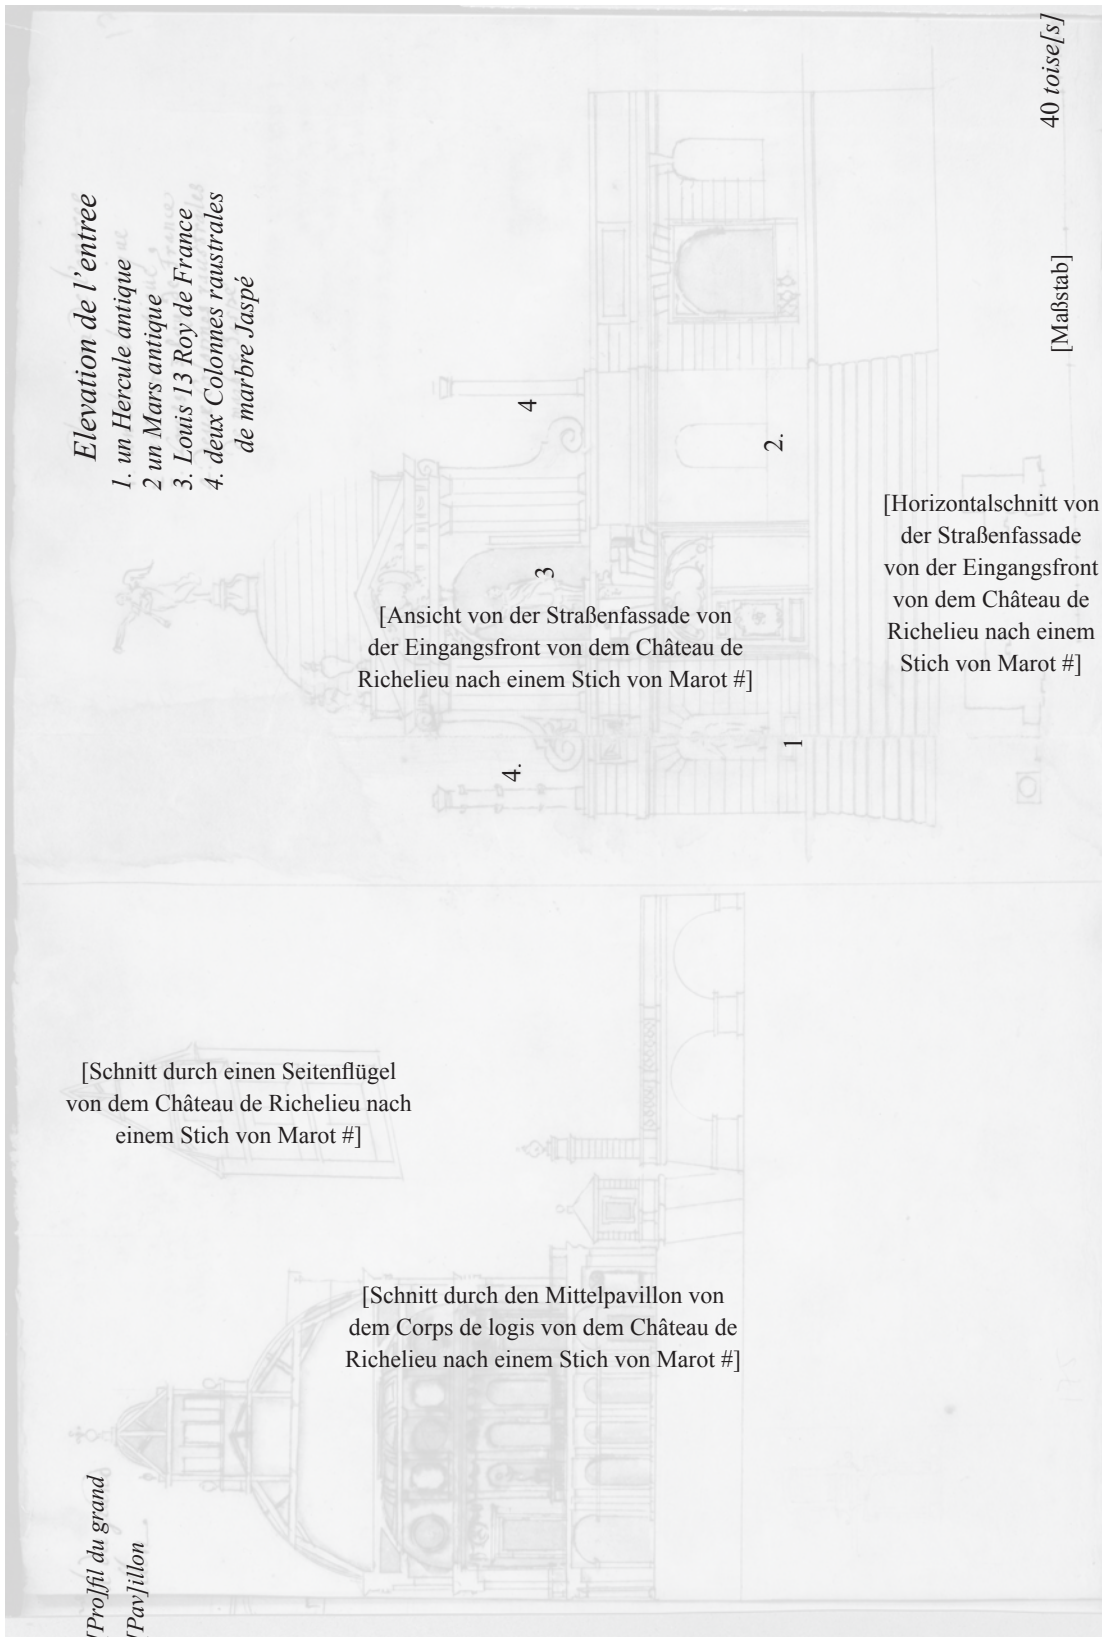 Elevation de l’entree
1. un Hercule antique
2 un Mars antique
3. Louis 13 Roy de France
4. deux Colonnes raustrales
de marbre Jaspé
40 toise[s]
[Maßstab]
4
2.
3
[Ansicht von der Straßenfassade von
der Eingangsfront von dem Château de
Richelieu nach einem Stich von Marot #]
[Horizontalschnitt von
der Straßenfassade
von der Eingangsfront
von dem Château de
Richelieu nach einem
Stich von Marot #]
4.
1
[Schnitt durch einen Seitenflügel
von dem Château de Richelieu nach
einem Stich von Marot #]
[Schnitt durch den Mittelpavillon von
dem Corps de logis von dem Château de
Richelieu nach einem Stich von Marot #]
[Pro]fil du grand
[Pav]illon